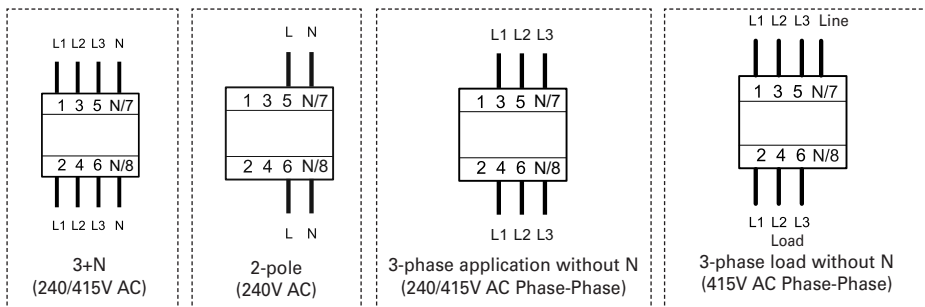 L1 L2 L3 N
1 3 5 N/7
2 4 6 N/8
L1 L2 L3 N
3+N
(240/415V AC)
L N
1 3 5 N/7
2 4 6 N/8
L N
2-pole
(240V AC)
L1 L2 L3
1 3 5 N/7
2 4 6 N/8
L1 L2 L3
3-phase application without N
(240/415V AC Phase-Phase)
L1 L2 L3 Line
1 3 5 N/7
2 4 6 N/8
L1 L2 L3
Load
3-phase load without N
(415V AC Phase-Phase)